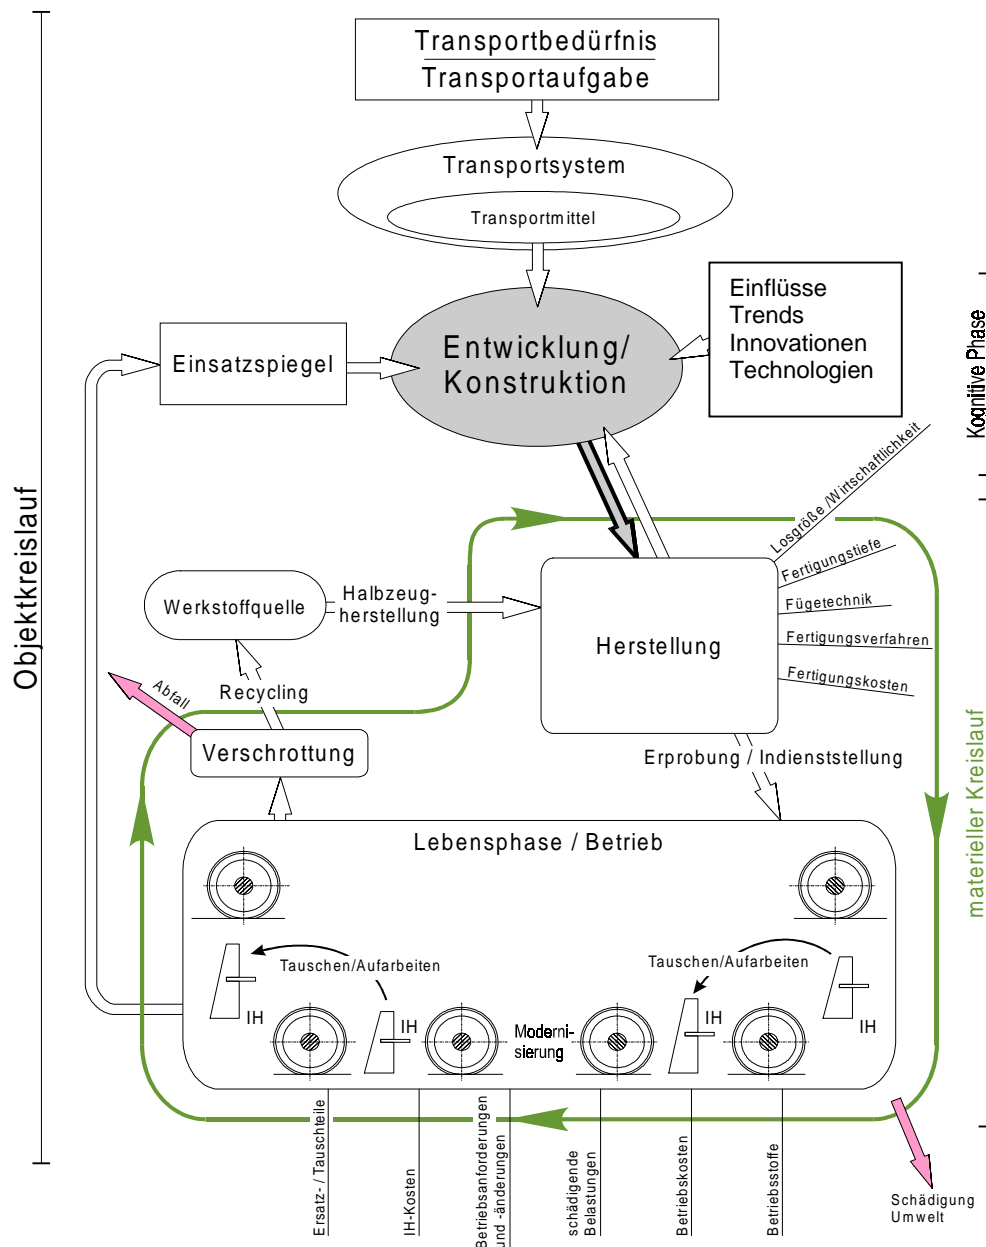 Transportbedürfnis
Transportaufgabe
Transportsystem
Transportmittel
Einflüsse
Trends
Innovationen
Technologien
Einsatzspiegel
Entwicklung/
Konstruktion
Kognitive Phase
Objektkreislauf
Losgröße /Wirtschaftlichkeit
Fertigungstiefe
Fügetechnik
Fertigungsverfahren
Fertigungskosten
Werkstoffquelle
Halbzeug-
herstellung
Herstellung
Abfall
Recycling
Verschrottung
Erprobung / Indienststellung
materieller Kreislauf
Lebensphase / Betrieb
Tauschen/Aufarbeiten
Tauschen/Aufarbeiten
IH
IH
Moderni-
sierung
IH
IH
Ersatz- / Tauschteile
IH-Kosten
Betriebsanforderungen
und -änderungen
schädigende
Belastungen
Betriebskosten
Betriebsstoffe
Schädigung
Umwelt